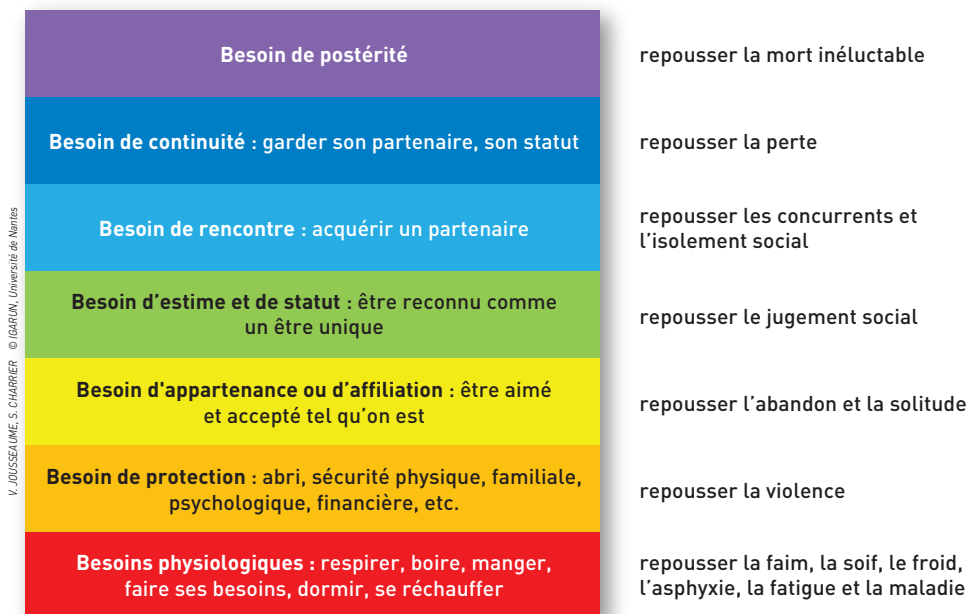 Besoin de postérité
repousser la mort inéluctable
Besoin de continuité : garder son partenaire, son statut
repousser la perte
Besoin de rencontre : acquérir un partenaire
repousser les concurrents et
l'isolement social
Besoin d'estime et de statut : être reconnu comme
un être unique
repousser le jugement social
Besoin d'appartenance ou d'affiliation : être aimé
et accepté tel qu'on est
repousser l'abandon et la solitude
Besoin de protection : abri, sécurité physique, familiale,
psychologique, financière, etc.
repousser la violence
Besoins physiologiques : respirer, boire, manger,
faire ses besoins, dormir, se réchauffer
repousser la faim, la soif, le froid,
l'asphyxie, la fatigue et la maladie
V. JOUSSEAUME, S. CHARRIER © IGARUN, Université de Nantes